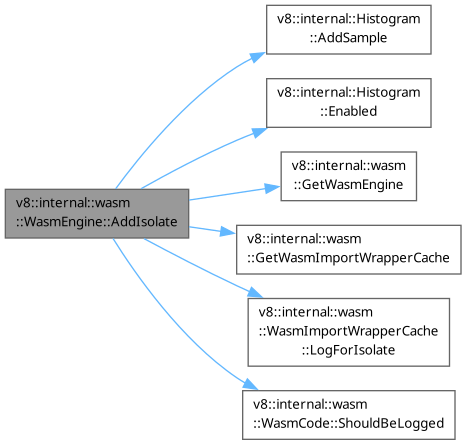 v8::internal::Histogram
::AddSample
v8::internal::Histogram
::Enabled
v8::internal::wasm
::GetWasmEngine
v8::internal::wasm
::WasmEngine::AddIsolate
v8::internal::wasm
::GetWasmImportWrapperCache
v8::internal::wasm
::WasmImportWrapperCache
::LogForIsolate
v8::internal::wasm
::WasmCode::ShouldBeLogged